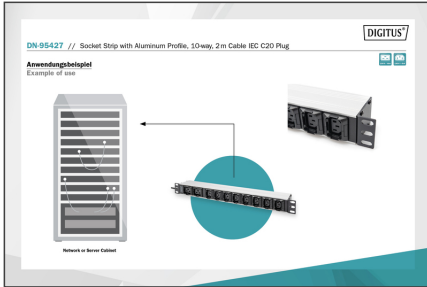 DIGITUS®
DN-95427 // Socket Strip with Aluminum Profile, 10-way, 2 m Cable IEC C20 Plug
Anwendungsbeispiel
Example of use
Network or Server Cabinet